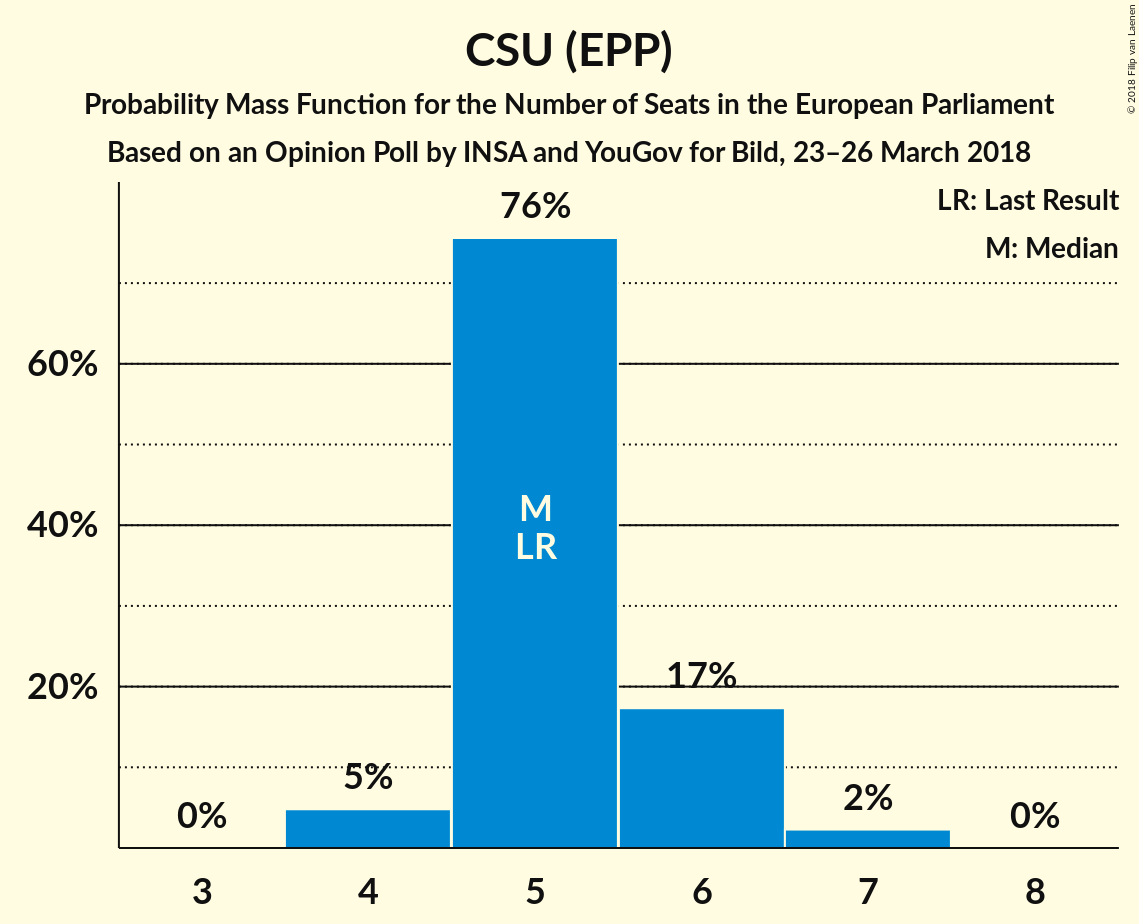 CSU (EPP)
Probability Mass Function for the Number of Seats in the European Parliament
Based on an Opinion Poll by INSA and YouGov for Bild, 23–26 March 2018
© 2018 Filip van Laenen
LR: Last Result
M: Median
76%
60%
40%
20%
M
LR
17%
5%
2%
0%
0%
3 4 5 6 7 8